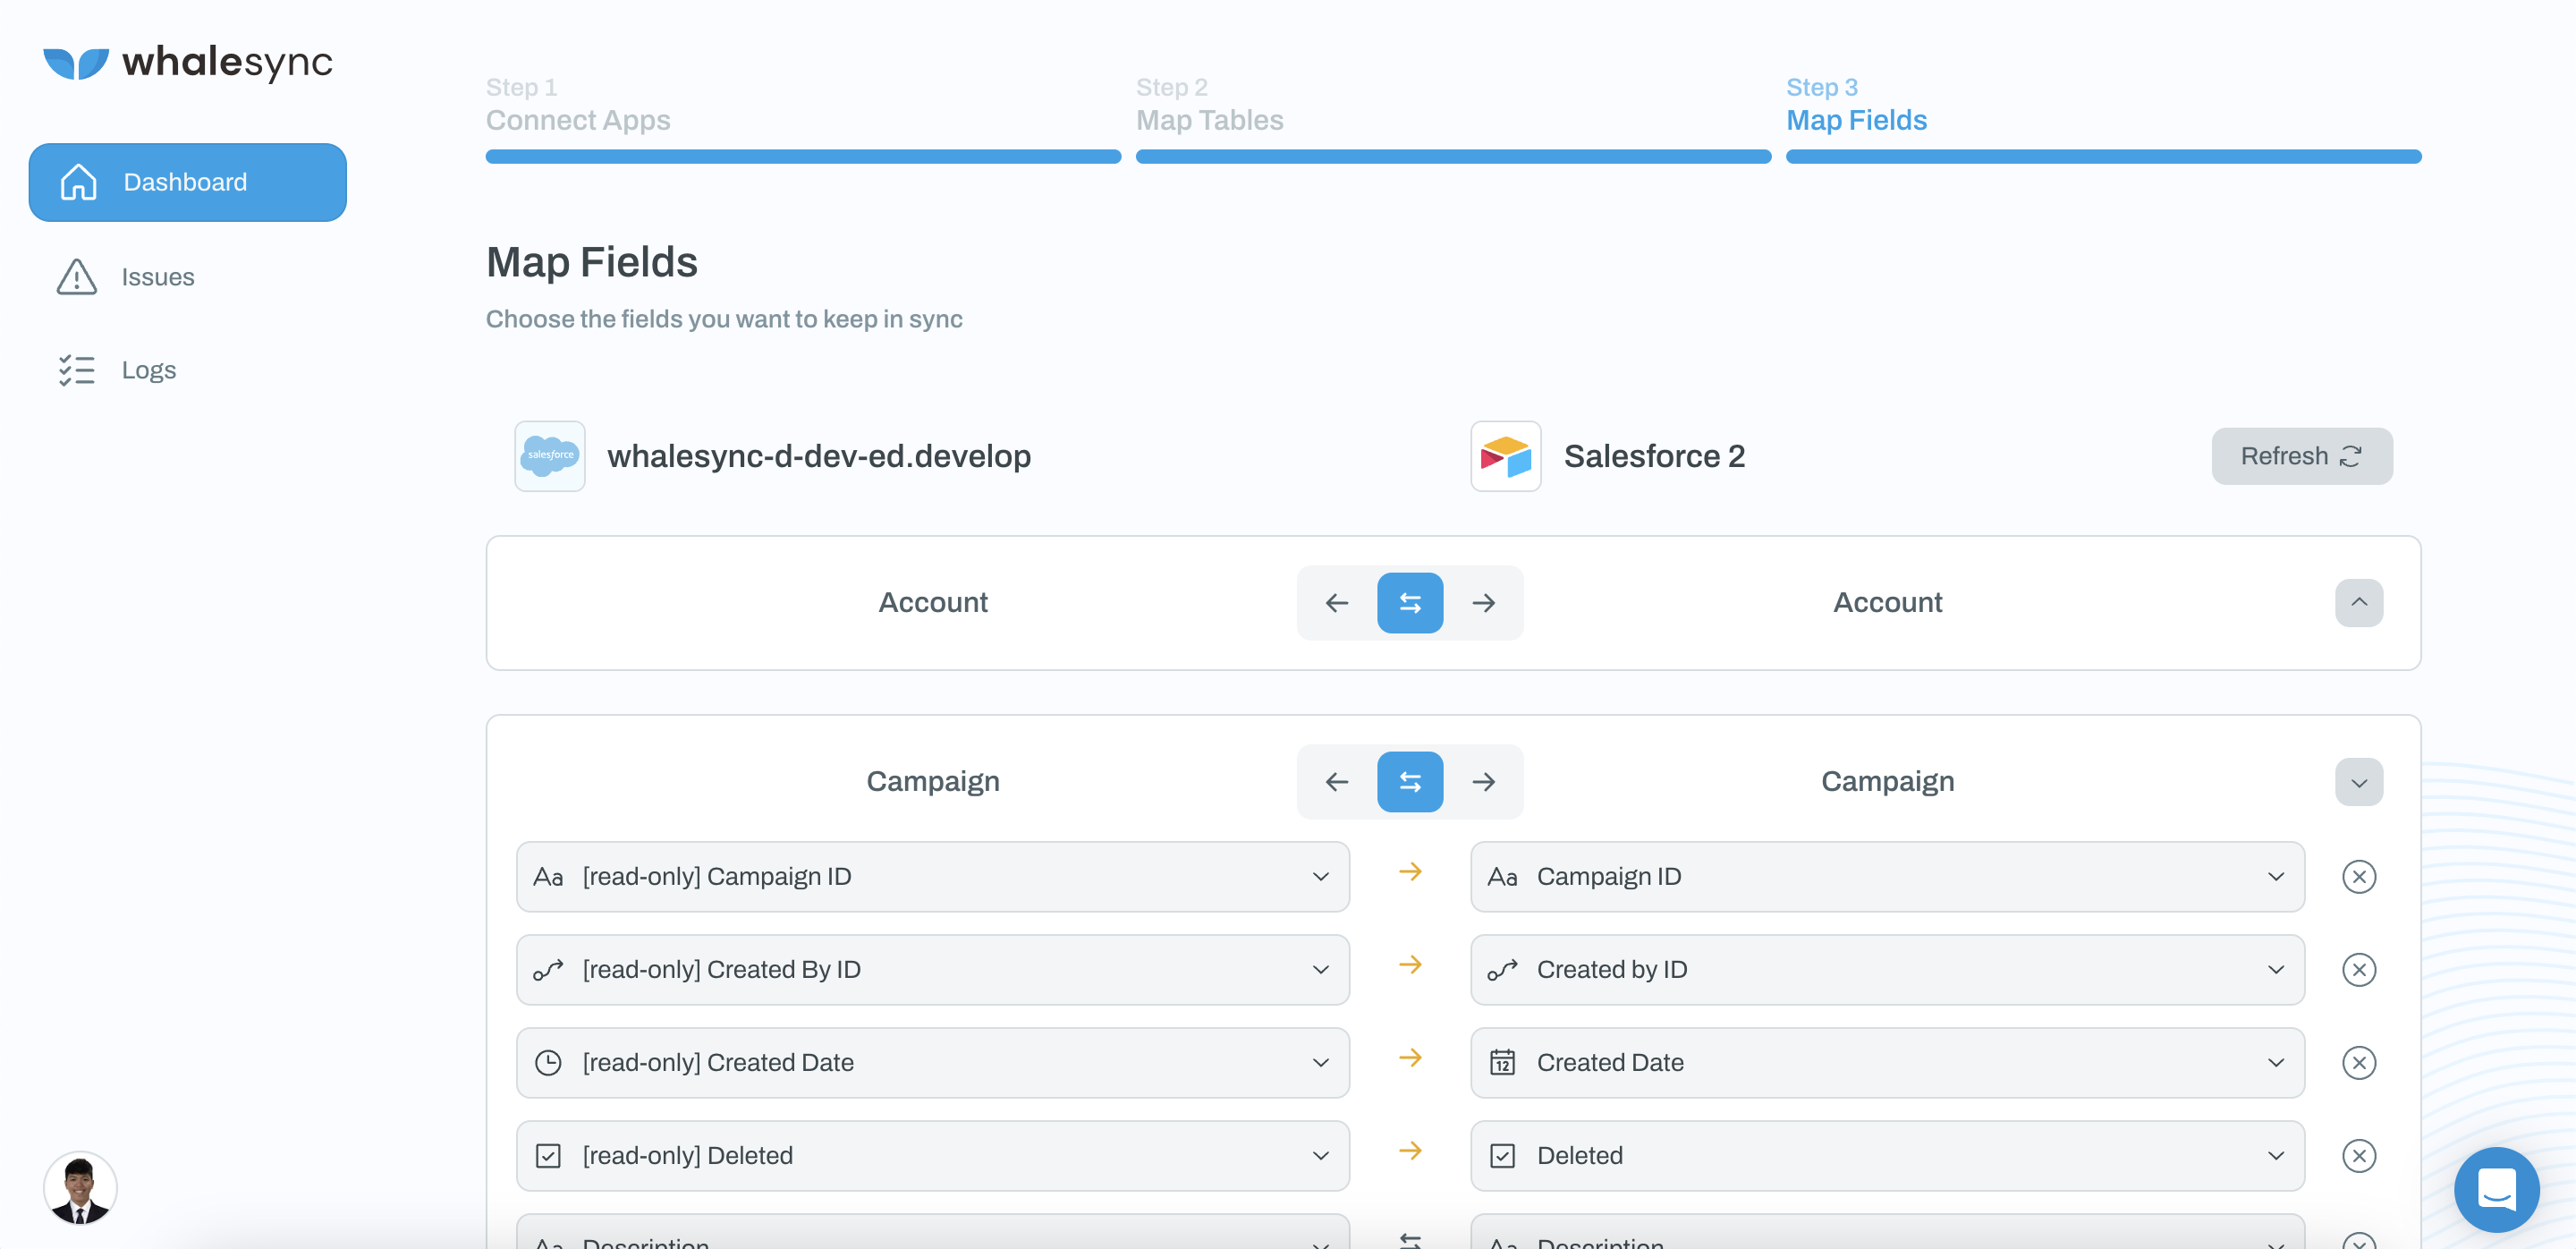 whalesync
Dashboard
Issues
Logs
Step 1
Connect Apps
Step 2
Map Tables
Step 3
Map Fields
Map Fields
Choose the fields you want to keep in sync
salesforce
whalesync-d-dev-ed.develop
Salesforce 2
Refresh
Account
Account
Campaign
Campaign
Aa [read-only] Campaign ID
Aa Campaign ID
[read-only] Created By ID
Created by ID
[read-only] Created Date
12 Created Date
[read-only] Deleted
Deleted
Aa Description
Aa Description